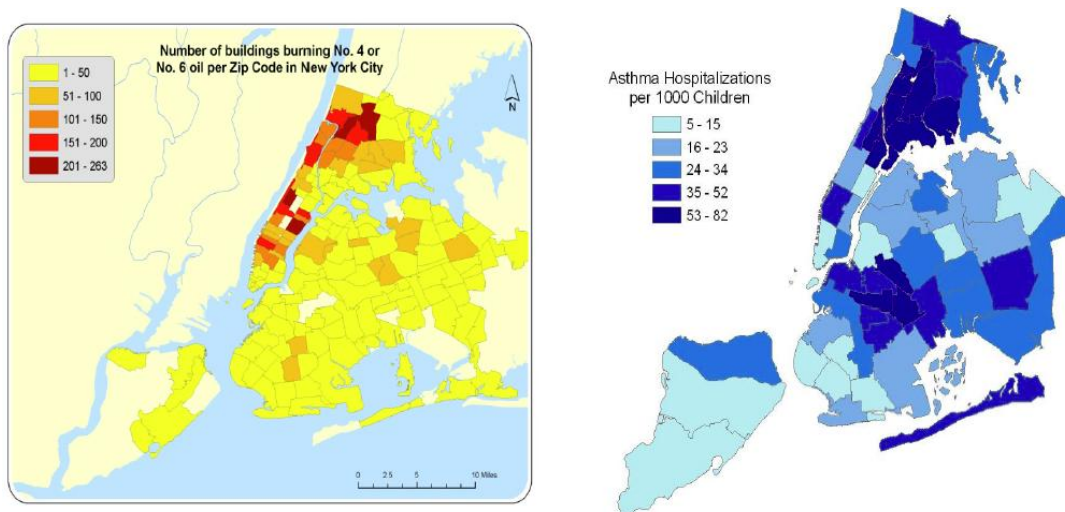 Number of buildings burning No. 4 or
No. 6 oil per Zip Code in New York City
1 - 50
51 - 100
101 - 150
151 - 200
201 - 263
N
0 2.5 5 10 Miles
Asthma Hospitalizations
per 1000 Children
5 - 15
16 - 23
24 - 34
35 - 52
53 - 82